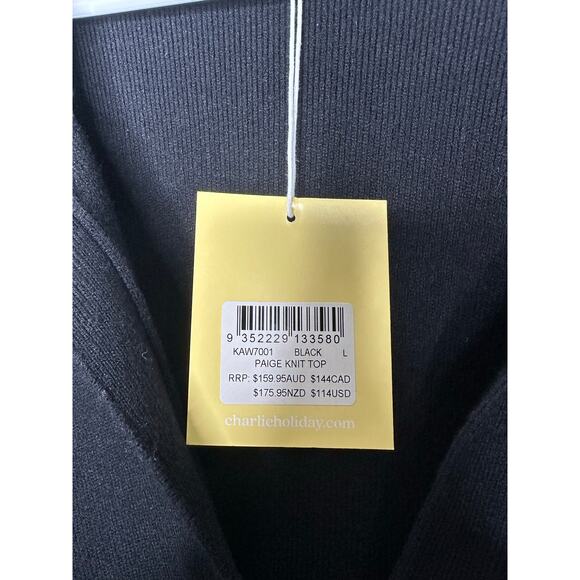 9 352229 133580
KAW7001 BLACK L
PAIGE KNIT TOP
RRP: $159.95AUD $144CAD
$175.95NZD $114USD
charlieholiday.com